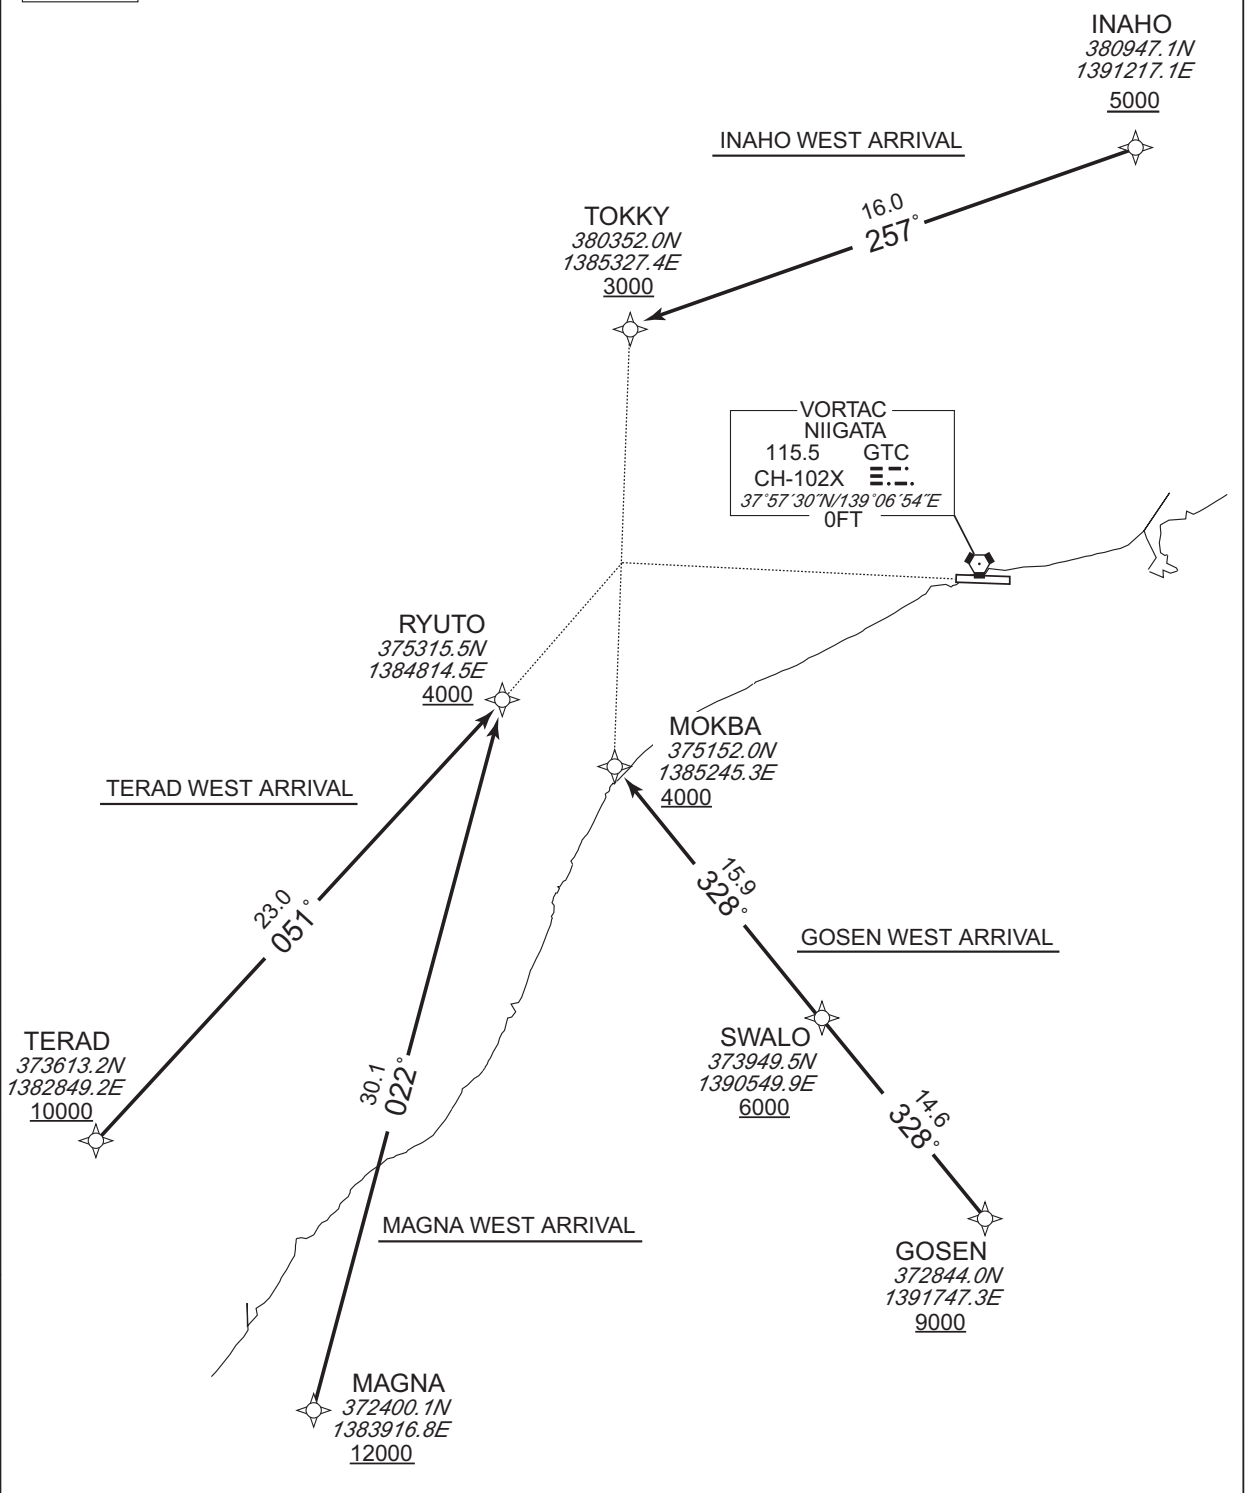 INAHO
380947.1N
1391217.1E
5000
INAHO WEST ARRIVAL
16.0
257°
TOKKY
380352.0N
1385327.4E
3000
VORTAC
NIIGATA
115.5 GTC
CH-102X
37°57′30″N/139°06′54″E
0FT
RYUTO
375315.5N
1384814.5E
4000
MOKBA
375152.0N
1385245.3E
4000
TERAD WEST ARRIVAL
15.9
328°
23.0
051°
GOSEN WEST ARRIVAL
TERAD
373613.2N
1382849.2E
10000
SWALO
373949.5N
1390549.9E
6000
30.1
022°
14.6
328°
MAGNA WEST ARRIVAL
GOSEN
372844.0N
1391747.3E
9000
MAGNA
372400.1N
1383916.8E
12000